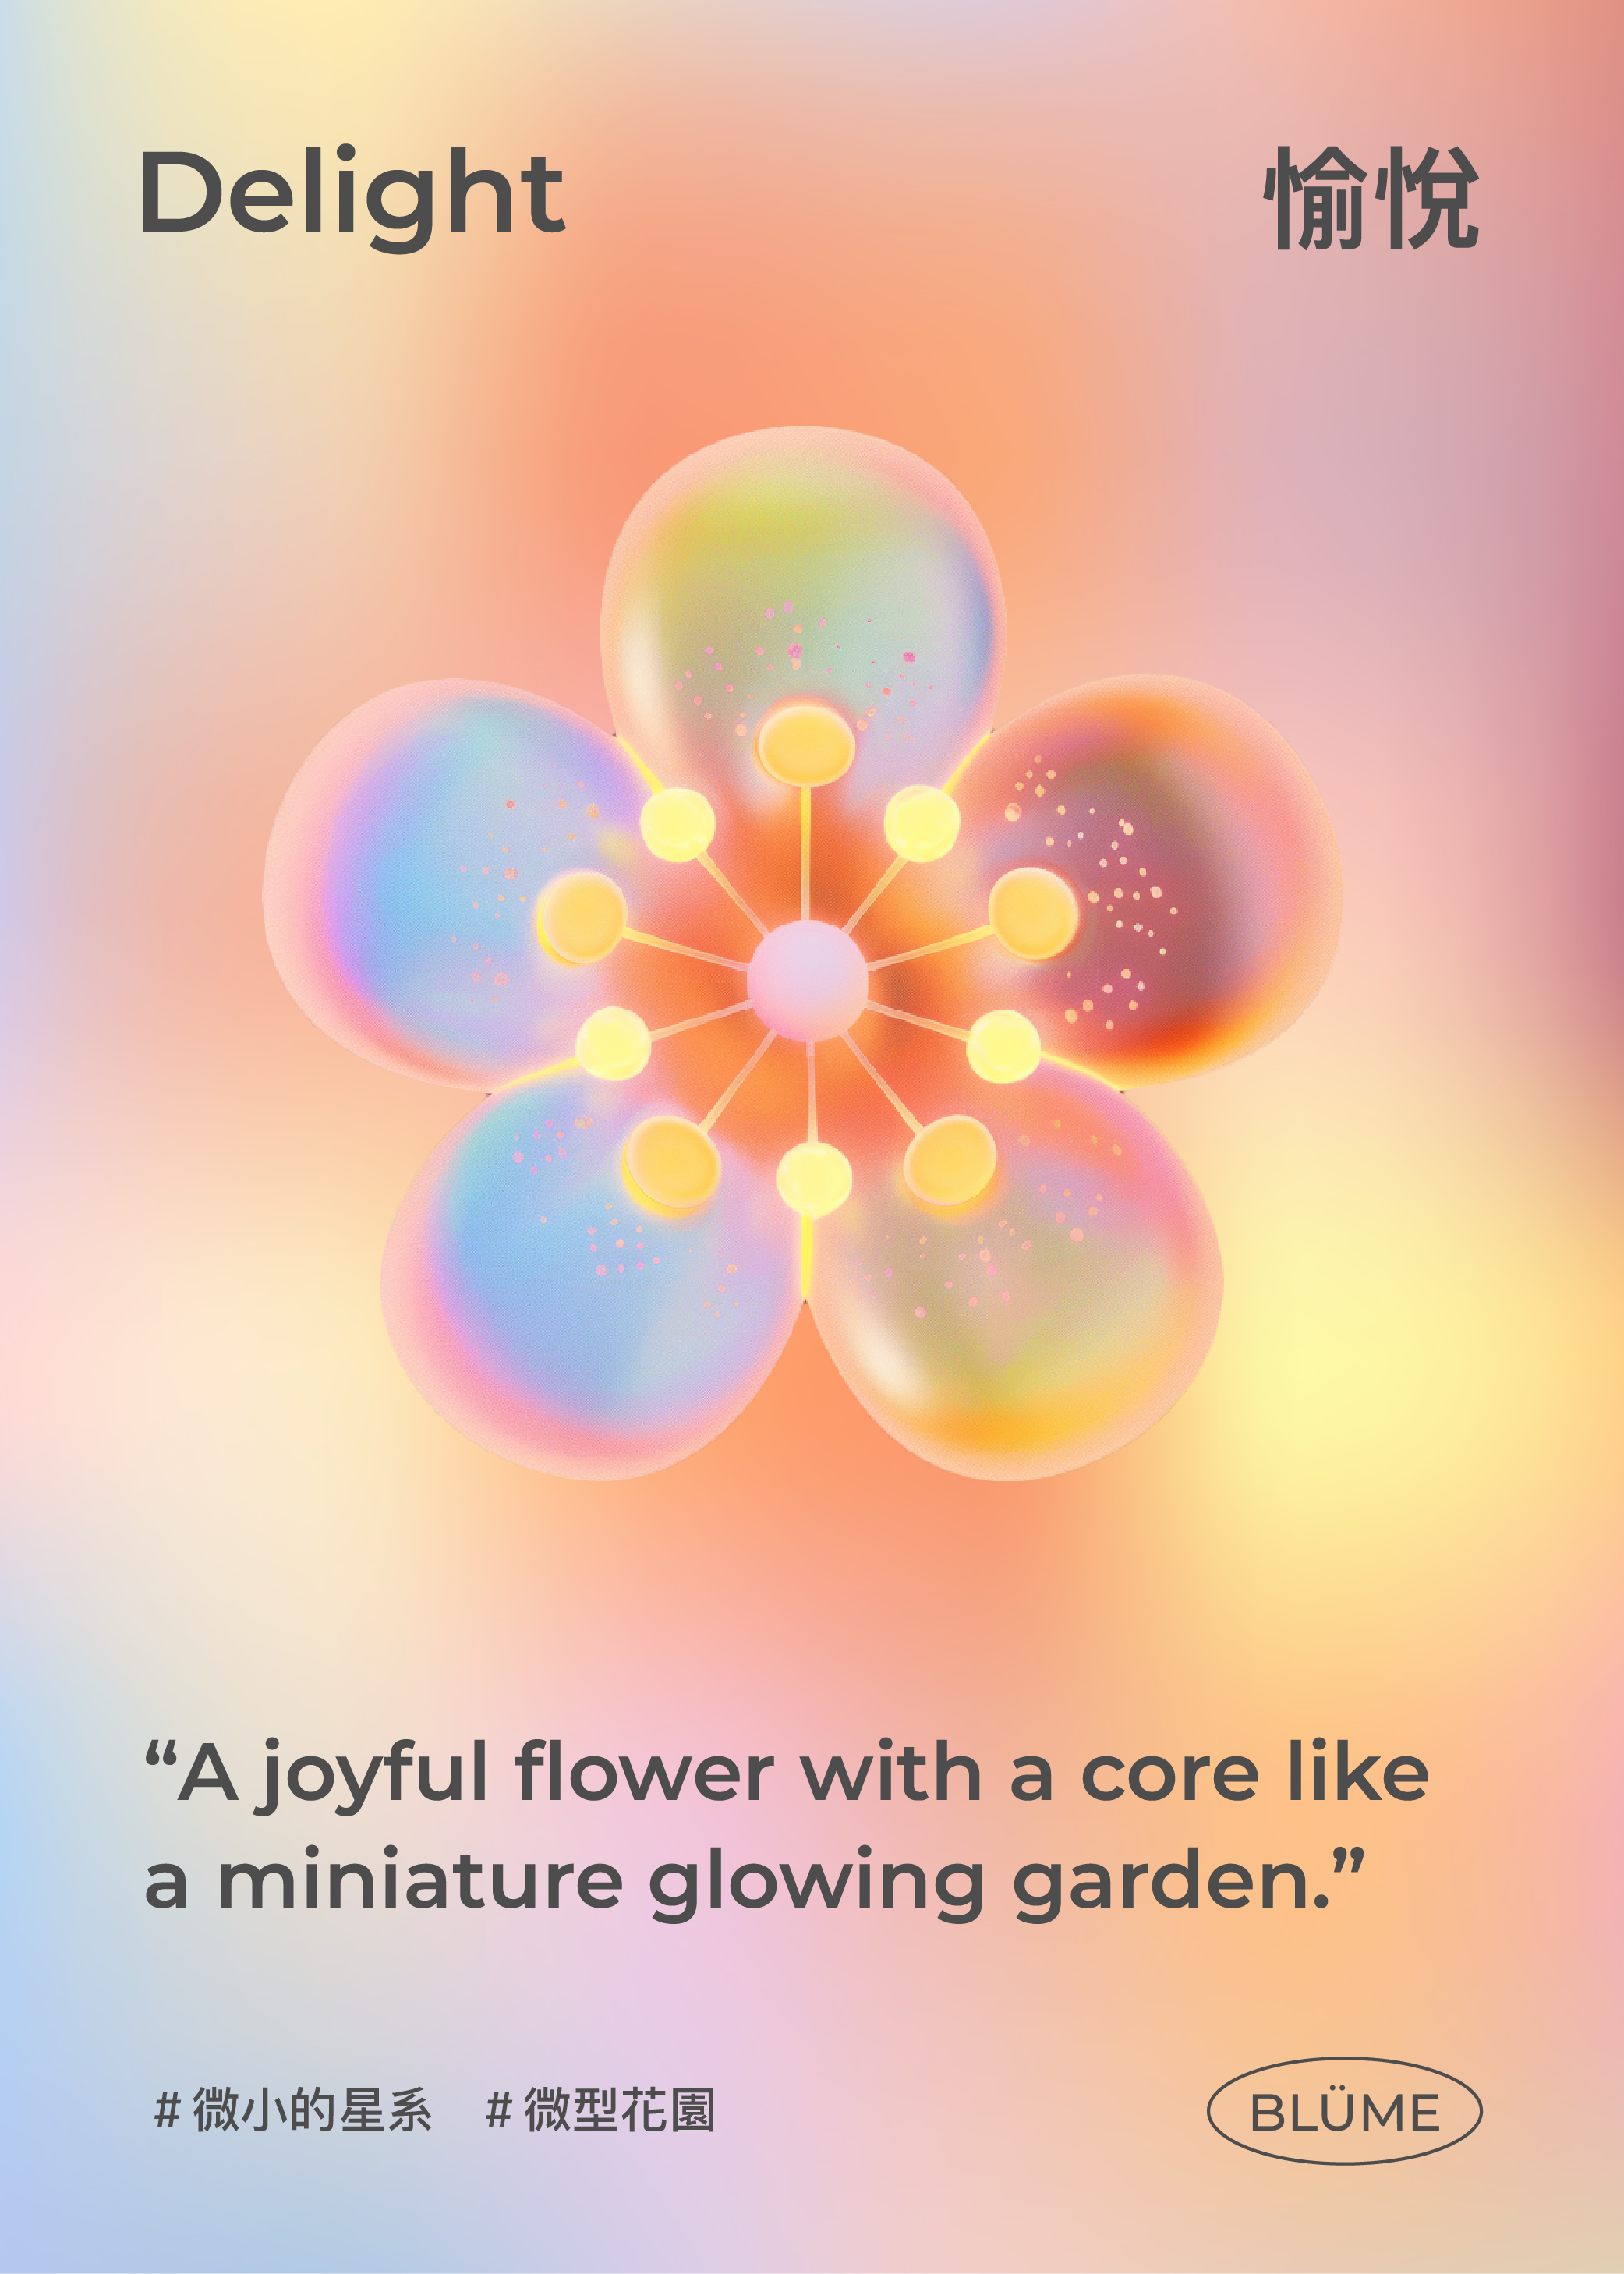 Delight
愉悅
“A joyful flower with a core like
a miniature glowing garden.”
# 微小的星系 # 微型花園
BLÜME